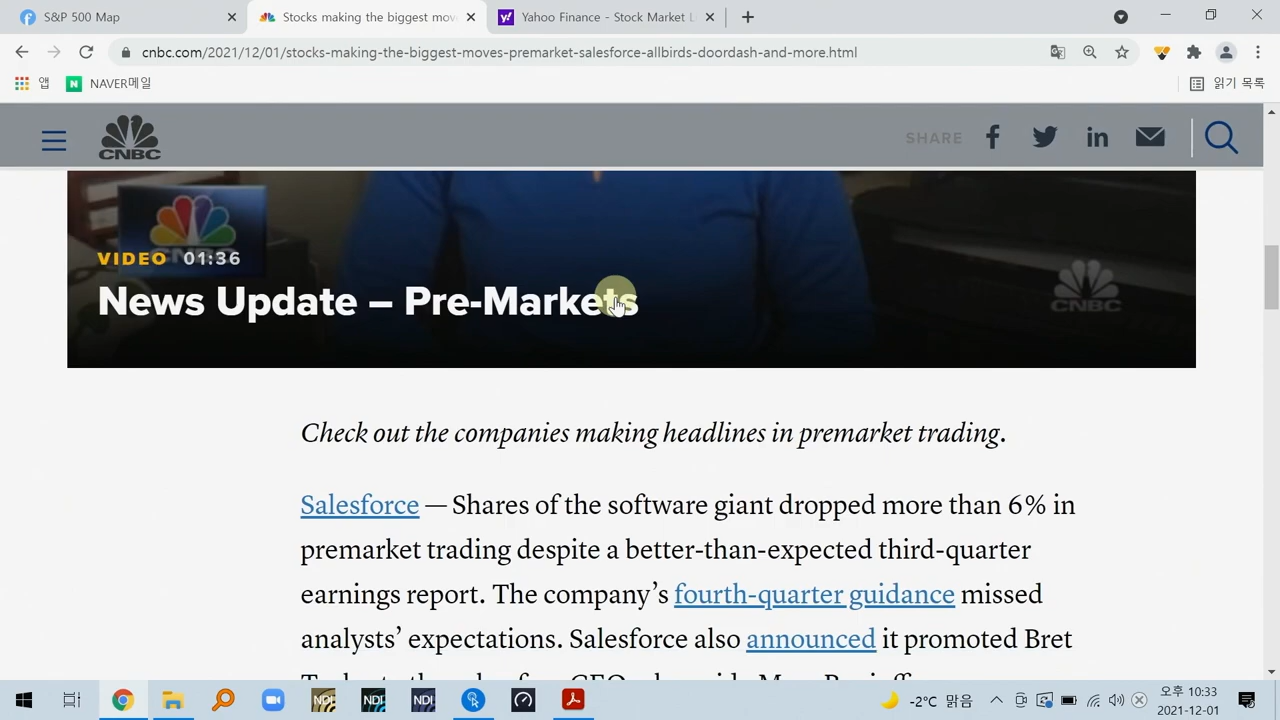 S&P 500 Map
Stocks making the biggest mov
Yahoo Finance - Stock Market L
cnbc.com/2021/12/01/stocks-making-the-biggest-moves-premarket-salesforce-allbirds-doordash-and-more.html
앱
N NAVER메일
읽기 목록
CNBC
SHARE
CNBC
VIDEO 01:36
News Update – Pre-Markets
CNBC
Check out the companies making headlines in premarket trading.
Salesforce — Shares of the software giant dropped more than 6% in
premarket trading despite a better-than-expected third-quarter
earnings report. The company’s fourth-quarter guidance missed
analysts’ expectations. Salesforce also announced it promoted Bret
NDI NDI NDI
-2°C 맑음
오후 10:33
2021-12-01